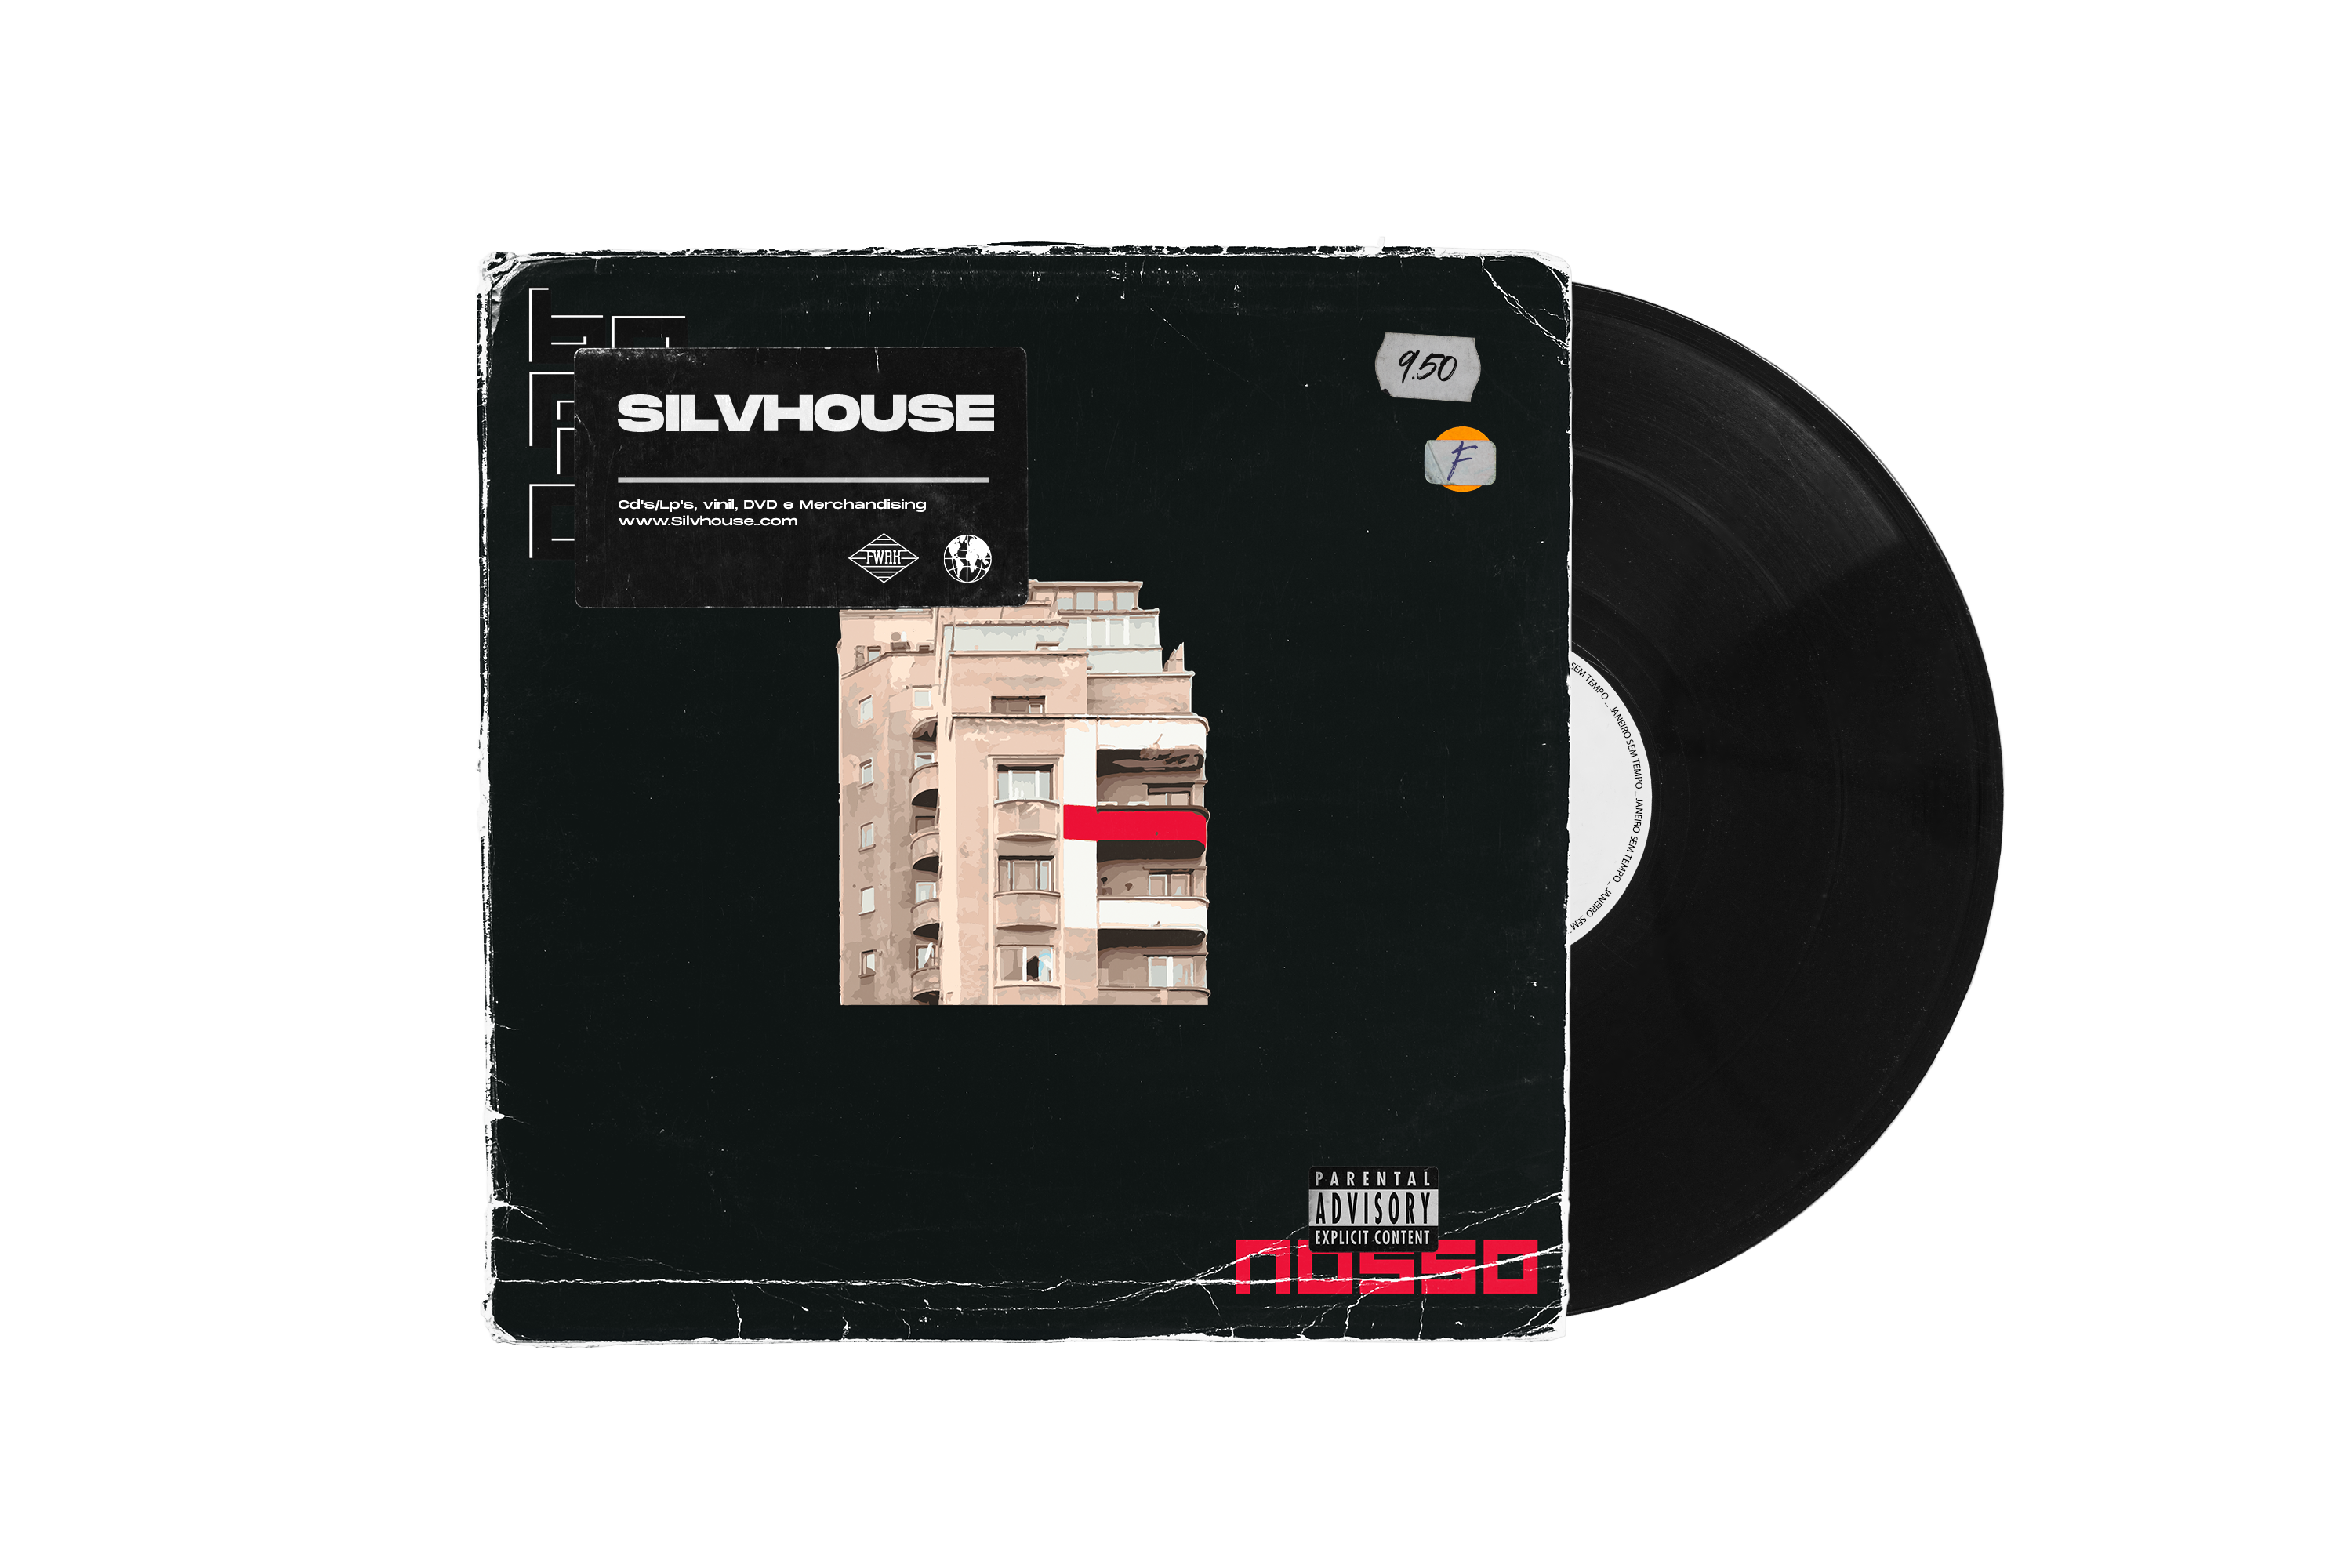 SILVHOUSE
Cd's/Lp's, vinil, DVD e Merchandising
www.Silvhouse..com
FWRK
9.50
F
SEM TEMPO _ JANEIRO SEM TEMPO _ JANEIRO SEM TEMPO _ JANEIRO SEM
PARENTAL
ADVISORY
EXPLICIT CONTENT
nosso